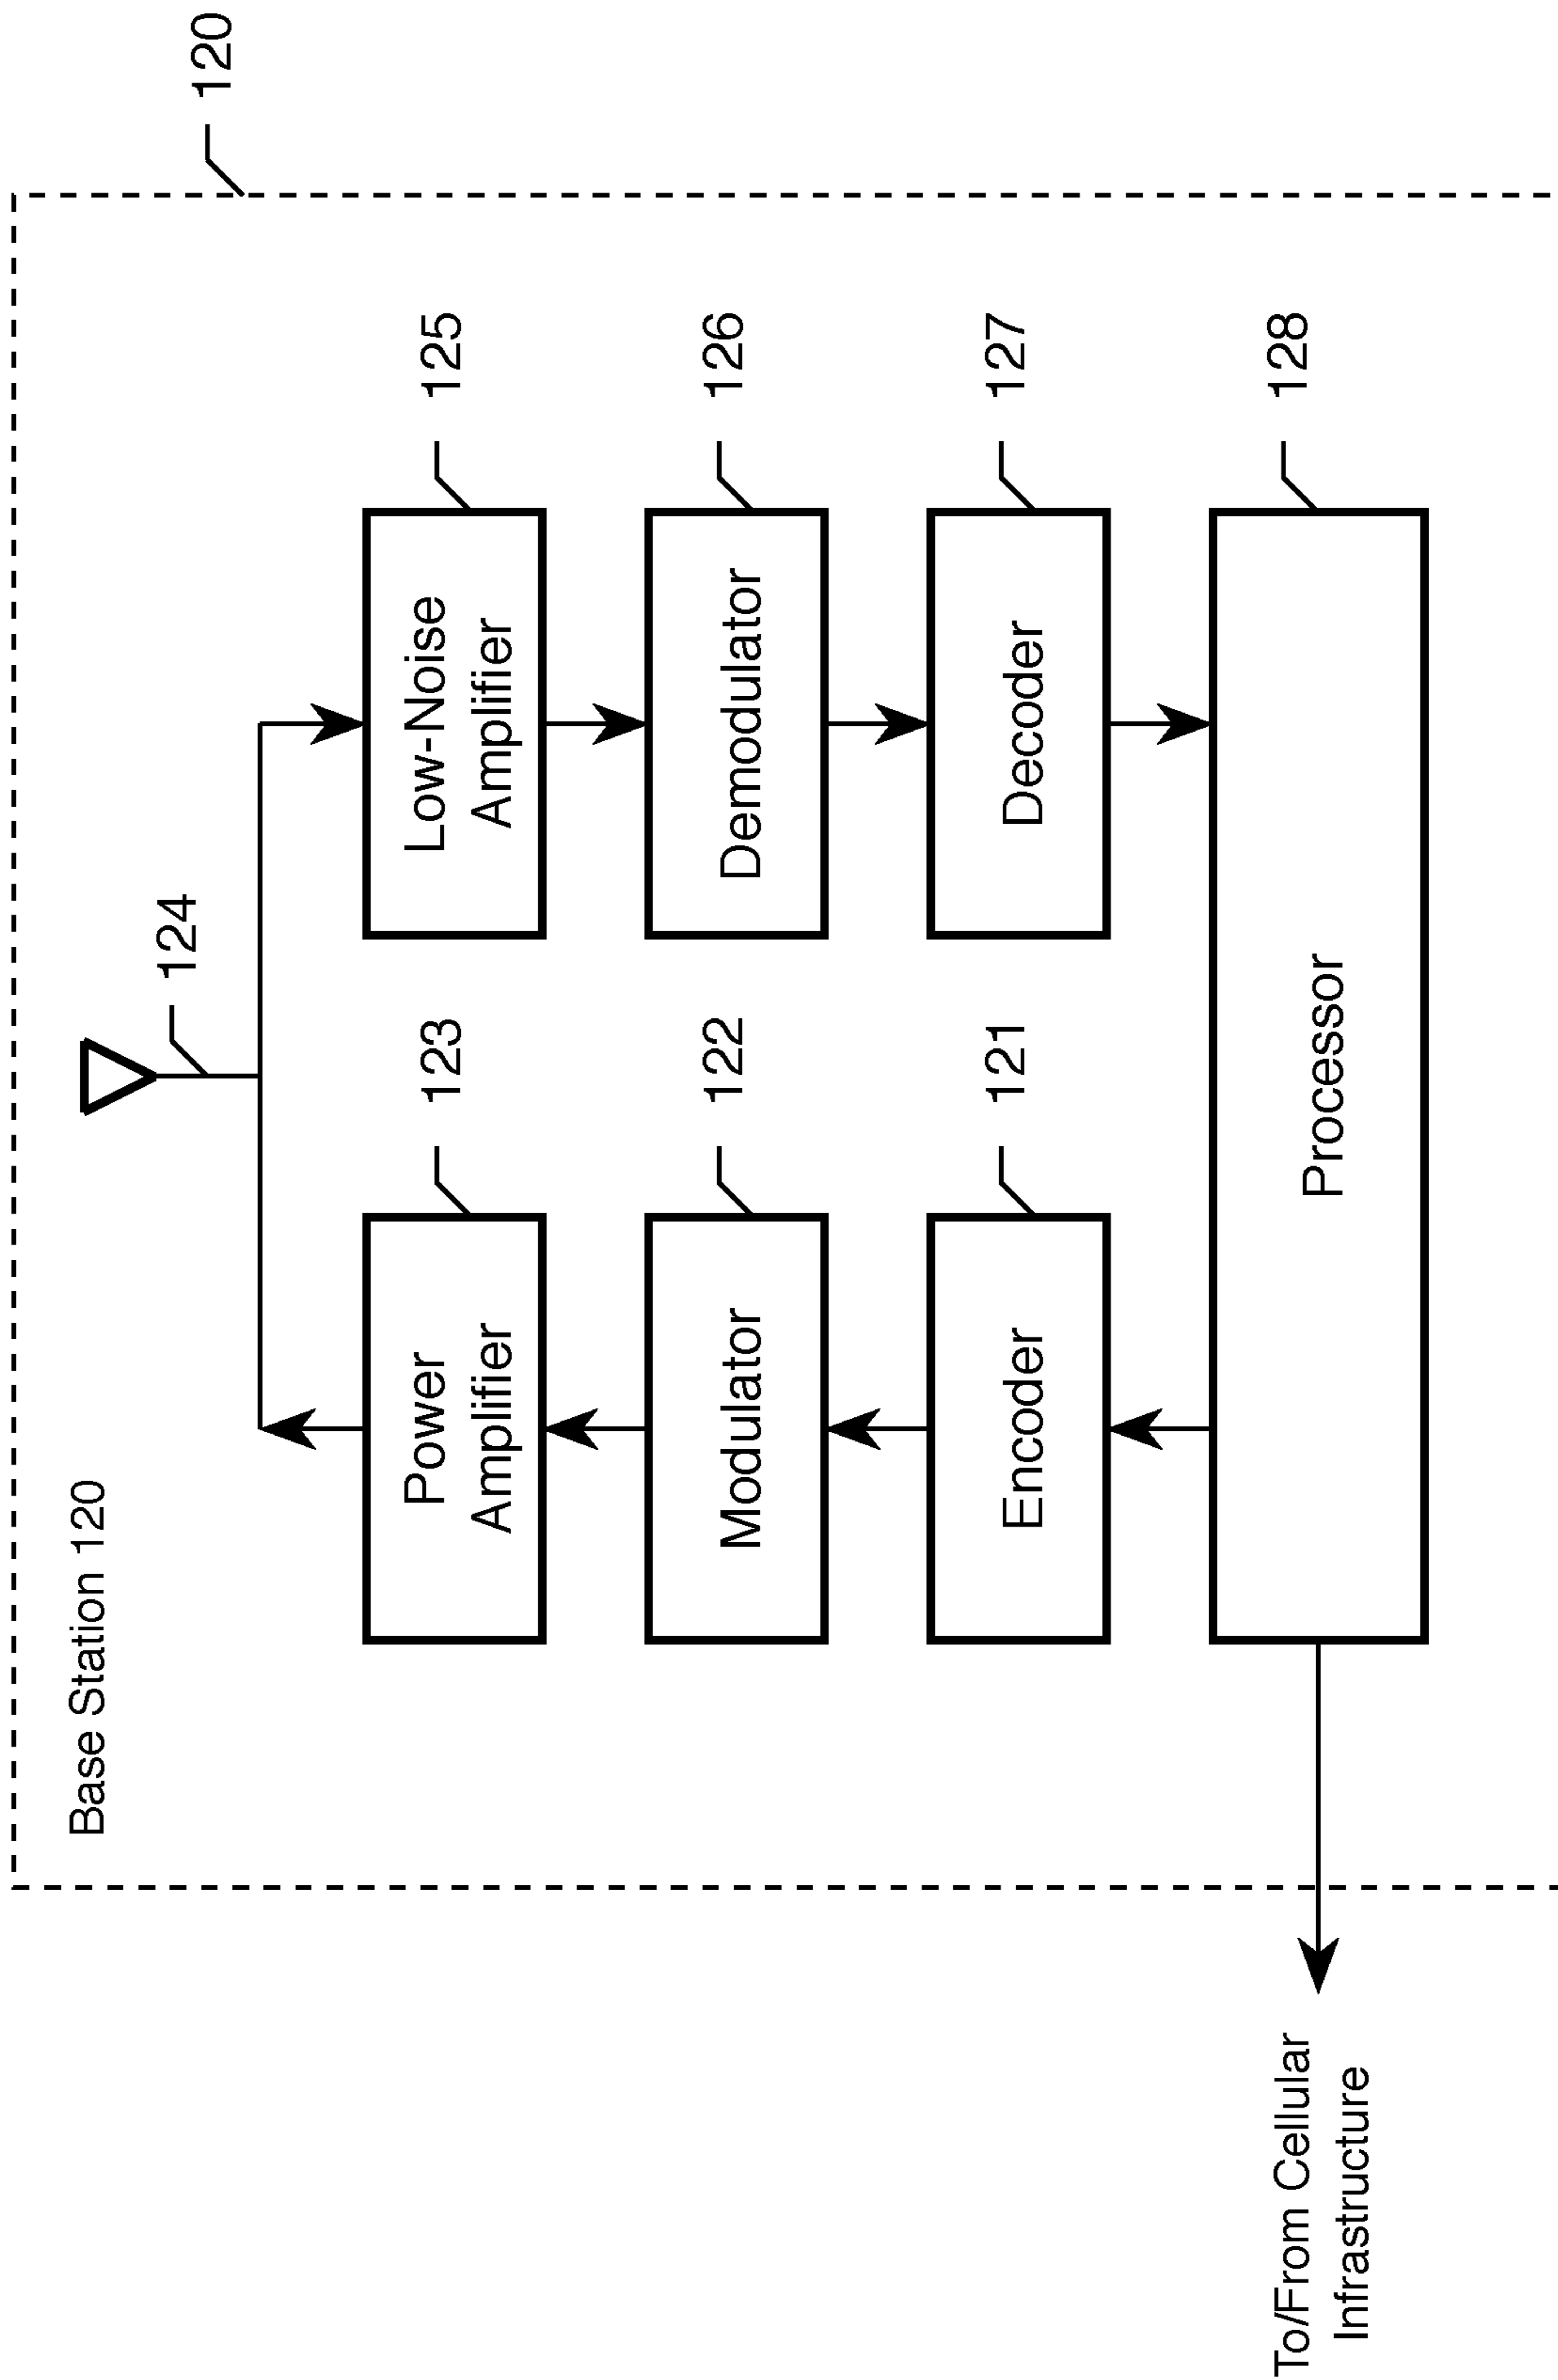 Base Station 120
124
120
Power
Amplifier
123
Low-Noise
Amplifier
125
Modulator
122
Demodulator
126
Encoder
121
Decoder
127
To/From Cellular
Infrastructure
Processor
128